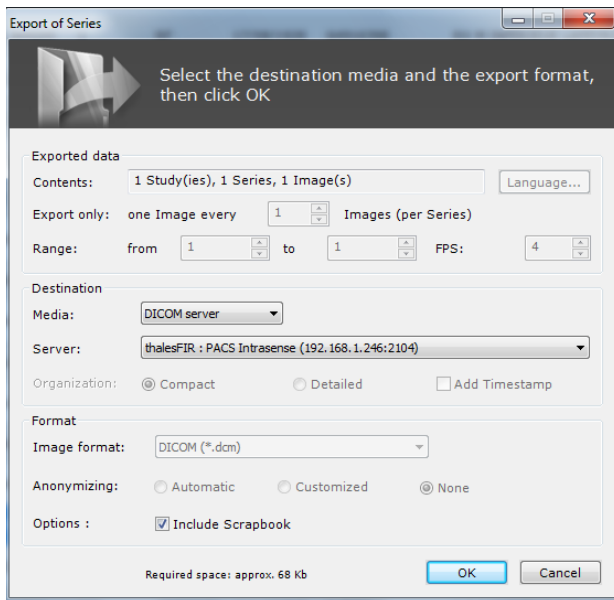 Export of Series
Select the destination media and the export format,
then click OK
Exported data
Contents: 1 Study(ies), 1 Series, 1 Image(s) Language...
Export only: one Image every 1 Images (per Series)
Range: from 1 to 1 FPS: 4
Destination
Media: DICOM server
Server: thalesFIR : PACS Intrasense (192.168.1.246:2104)
Organization: Compact Detailed Add Timestamp
Format
Image format: DICOM (*.dcm)
Anonymizing: Automatic Customized None
Options : Include Scrapbook
Required space: approx. 68 Kb OK Cancel